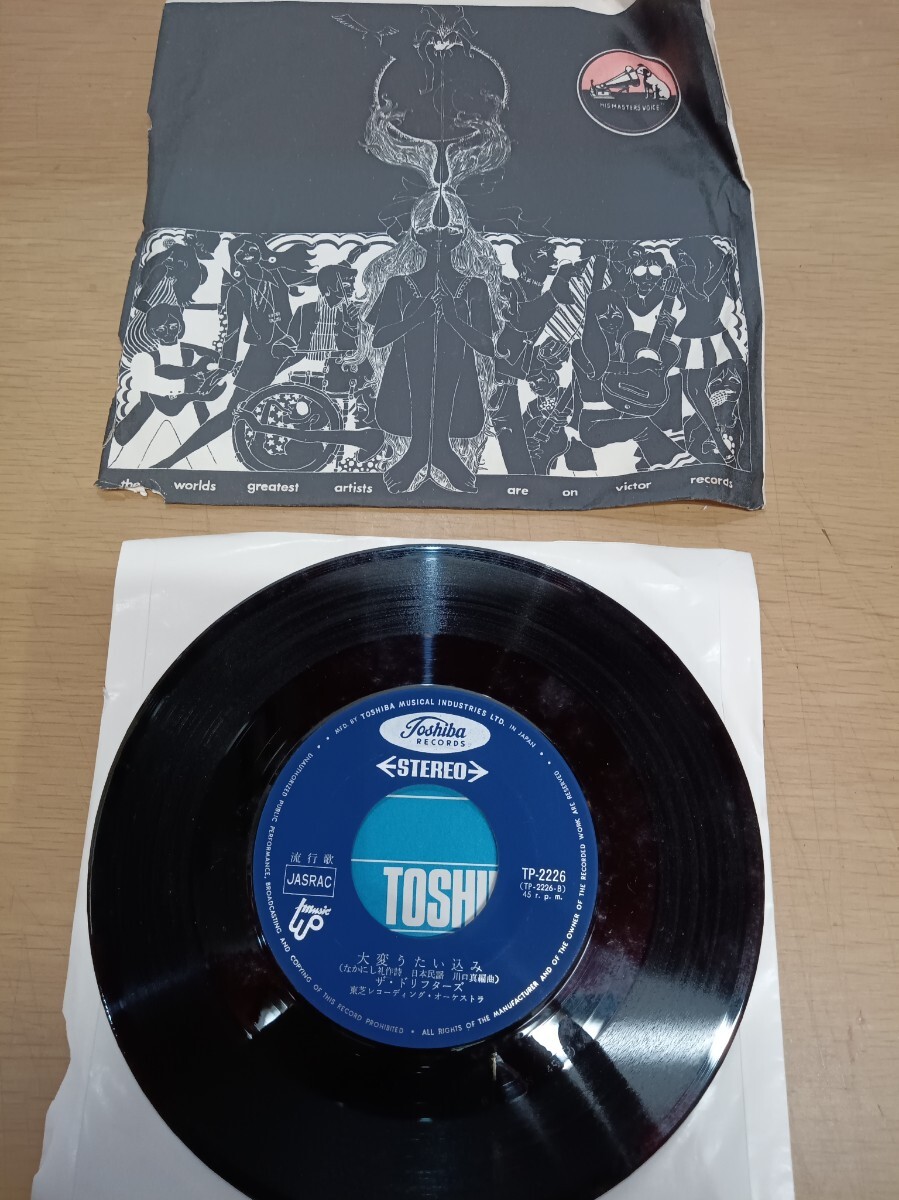 HIS MASTERS VOICE
the worlds greatest artists are on victor records
MFD. BY TOSHIBA MUSICAL INDUSTRIES LTD. IN JAPAN
Toshiba
RECORDS
STEREO
TOSHI
流行歌
JASRAC
music
TP-2226
(TP-2226-B)
45 r. p. m.
大変うたい込み
(なかにし礼作詩 日本民謡 川口真編曲)
ザ・ドリフターズ
東芝レコーディング・オーケストラ
UNAUTHORIZED PUBLIC PERFORMANCE, BROADCASTING AND COPYING OF THIS RECORD PROHIBITED • ALL RIGHTS OF THE MANUFACTURER AND OF THE OWNER OF THE RECORDED WORK ARE RESERVED